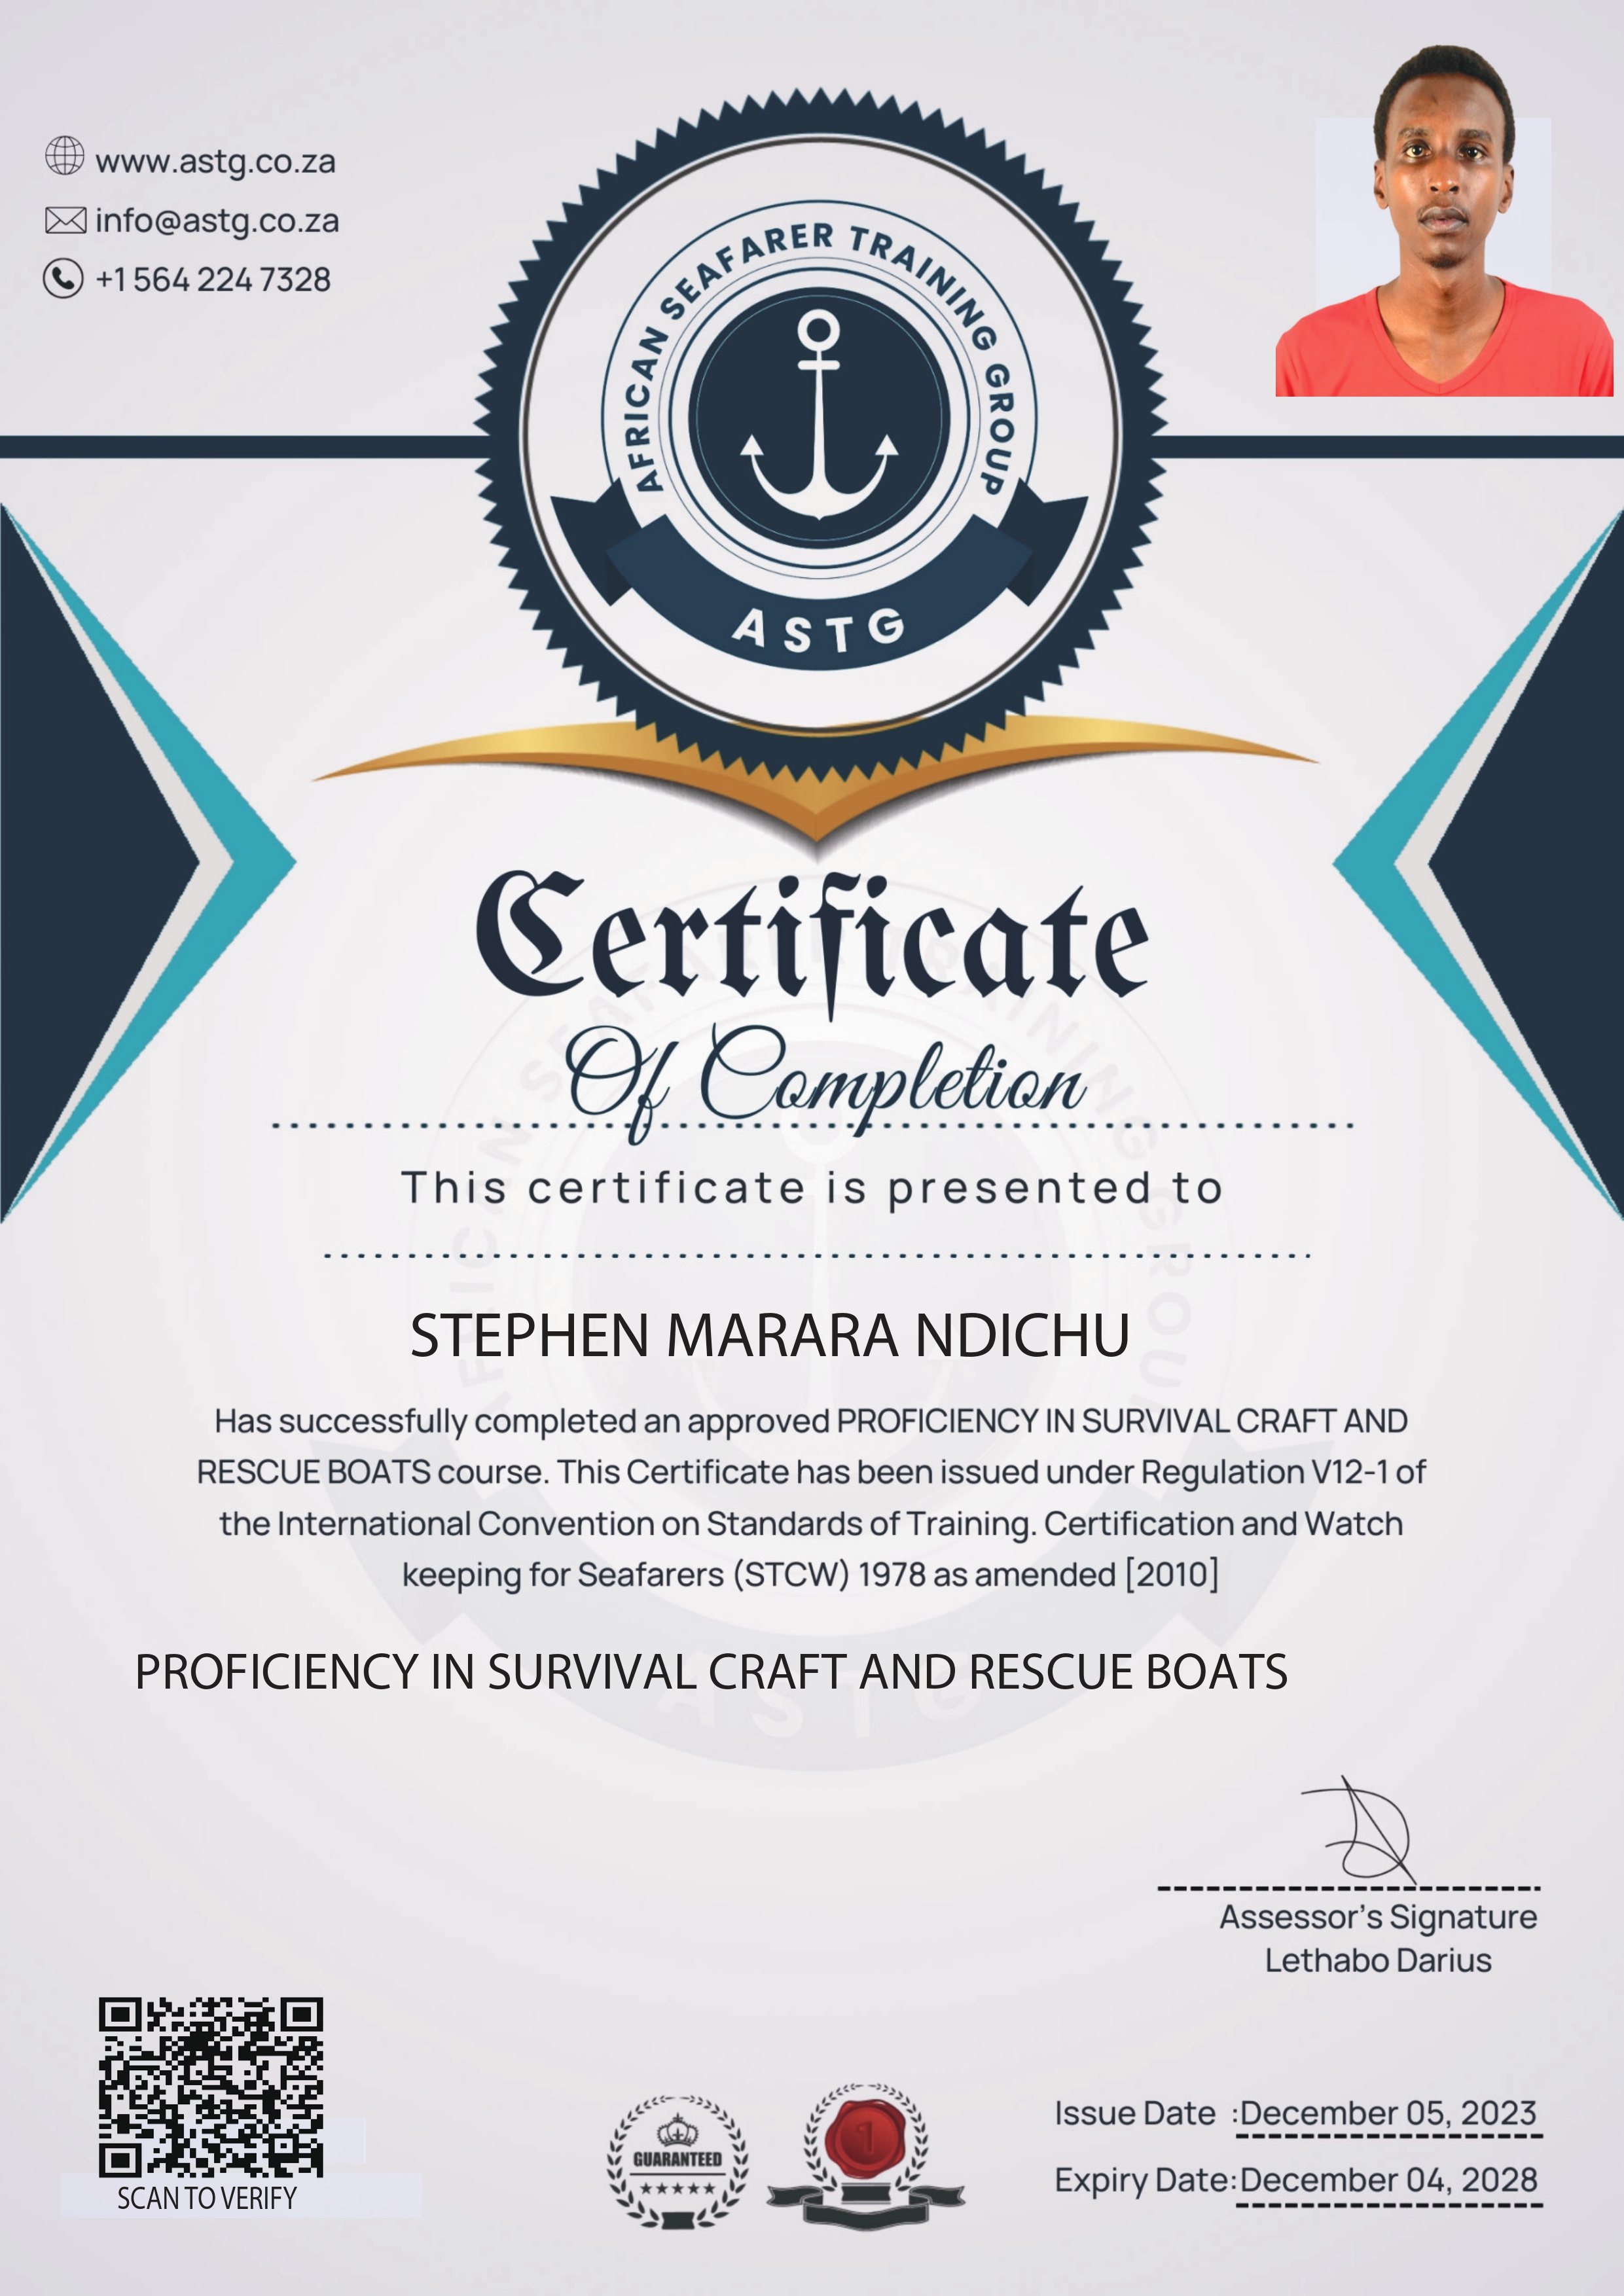 www.astg.co.za
info@astg.co.za
+1 564 224 7328
AFRICAN SEAFARER TRAINING GROUP
ASTG
Certificate
Of Completion
This certificate is presented to
STEPHEN MARARA NDICHU
Has successfully completed an approved PROFICIENCY IN SURVIVAL CRAFT AND
RESCUE BOATS course. This Certificate has been issued under Regulation V12-1 of
the International Convention on Standards of Training. Certification and Watch
keeping for Seafarers (STCW) 1978 as amended [2010]
PROFICIENCY IN SURVIVAL CRAFT AND RESCUE BOATS
AFRICAN SEAFARER TRAINING GROUP
ASTG
Assessor's Signature
Lethabo Darius
SCAN TO VERIFY
GUARANTEED
1
Issue Date :December 05, 2023
Expiry Date:December 04, 2028